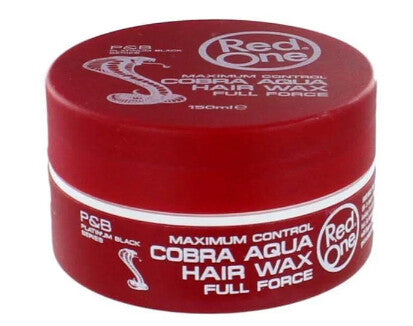 P&B
PLATINUM BLACK
SERIES
Red
One
MAXIMUM CONTROL
COBRA AQUA
HAIR WAX
FULL FORCE
150ml e
P&B
PLATINUM BLACK
SERIES
MAXIMUM CONTROL
COBRA AQUA
HAIR WAX
FULL FORCE
Red
One